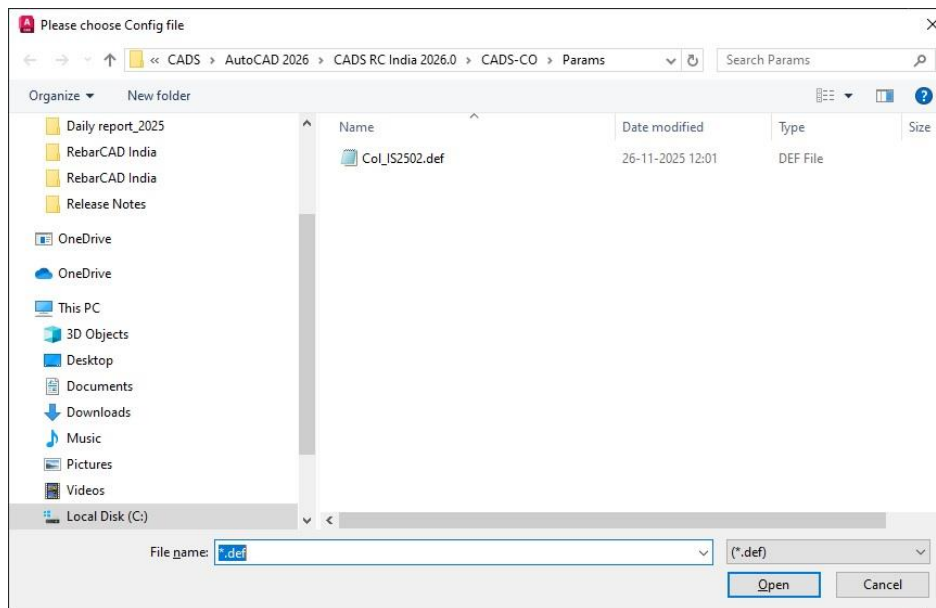 Please choose Config file
« CADS › AutoCAD 2026 › CADS RC India 2026.0 › CADS-CO › Params
Search Params
Organize
New folder
Name
Date modified
Type
Size
Daily report_2025
RebarCAD India
RebarCAD India
Release Notes
OneDrive
OneDrive
This PC
3D Objects
Desktop
Documents
Downloads
Music
Pictures
Videos
Local Disk (C:)
Col_IS2502.def
26-11-2025 12:01
DEF File
File name:
*.def
(*.def)
Open
Cancel